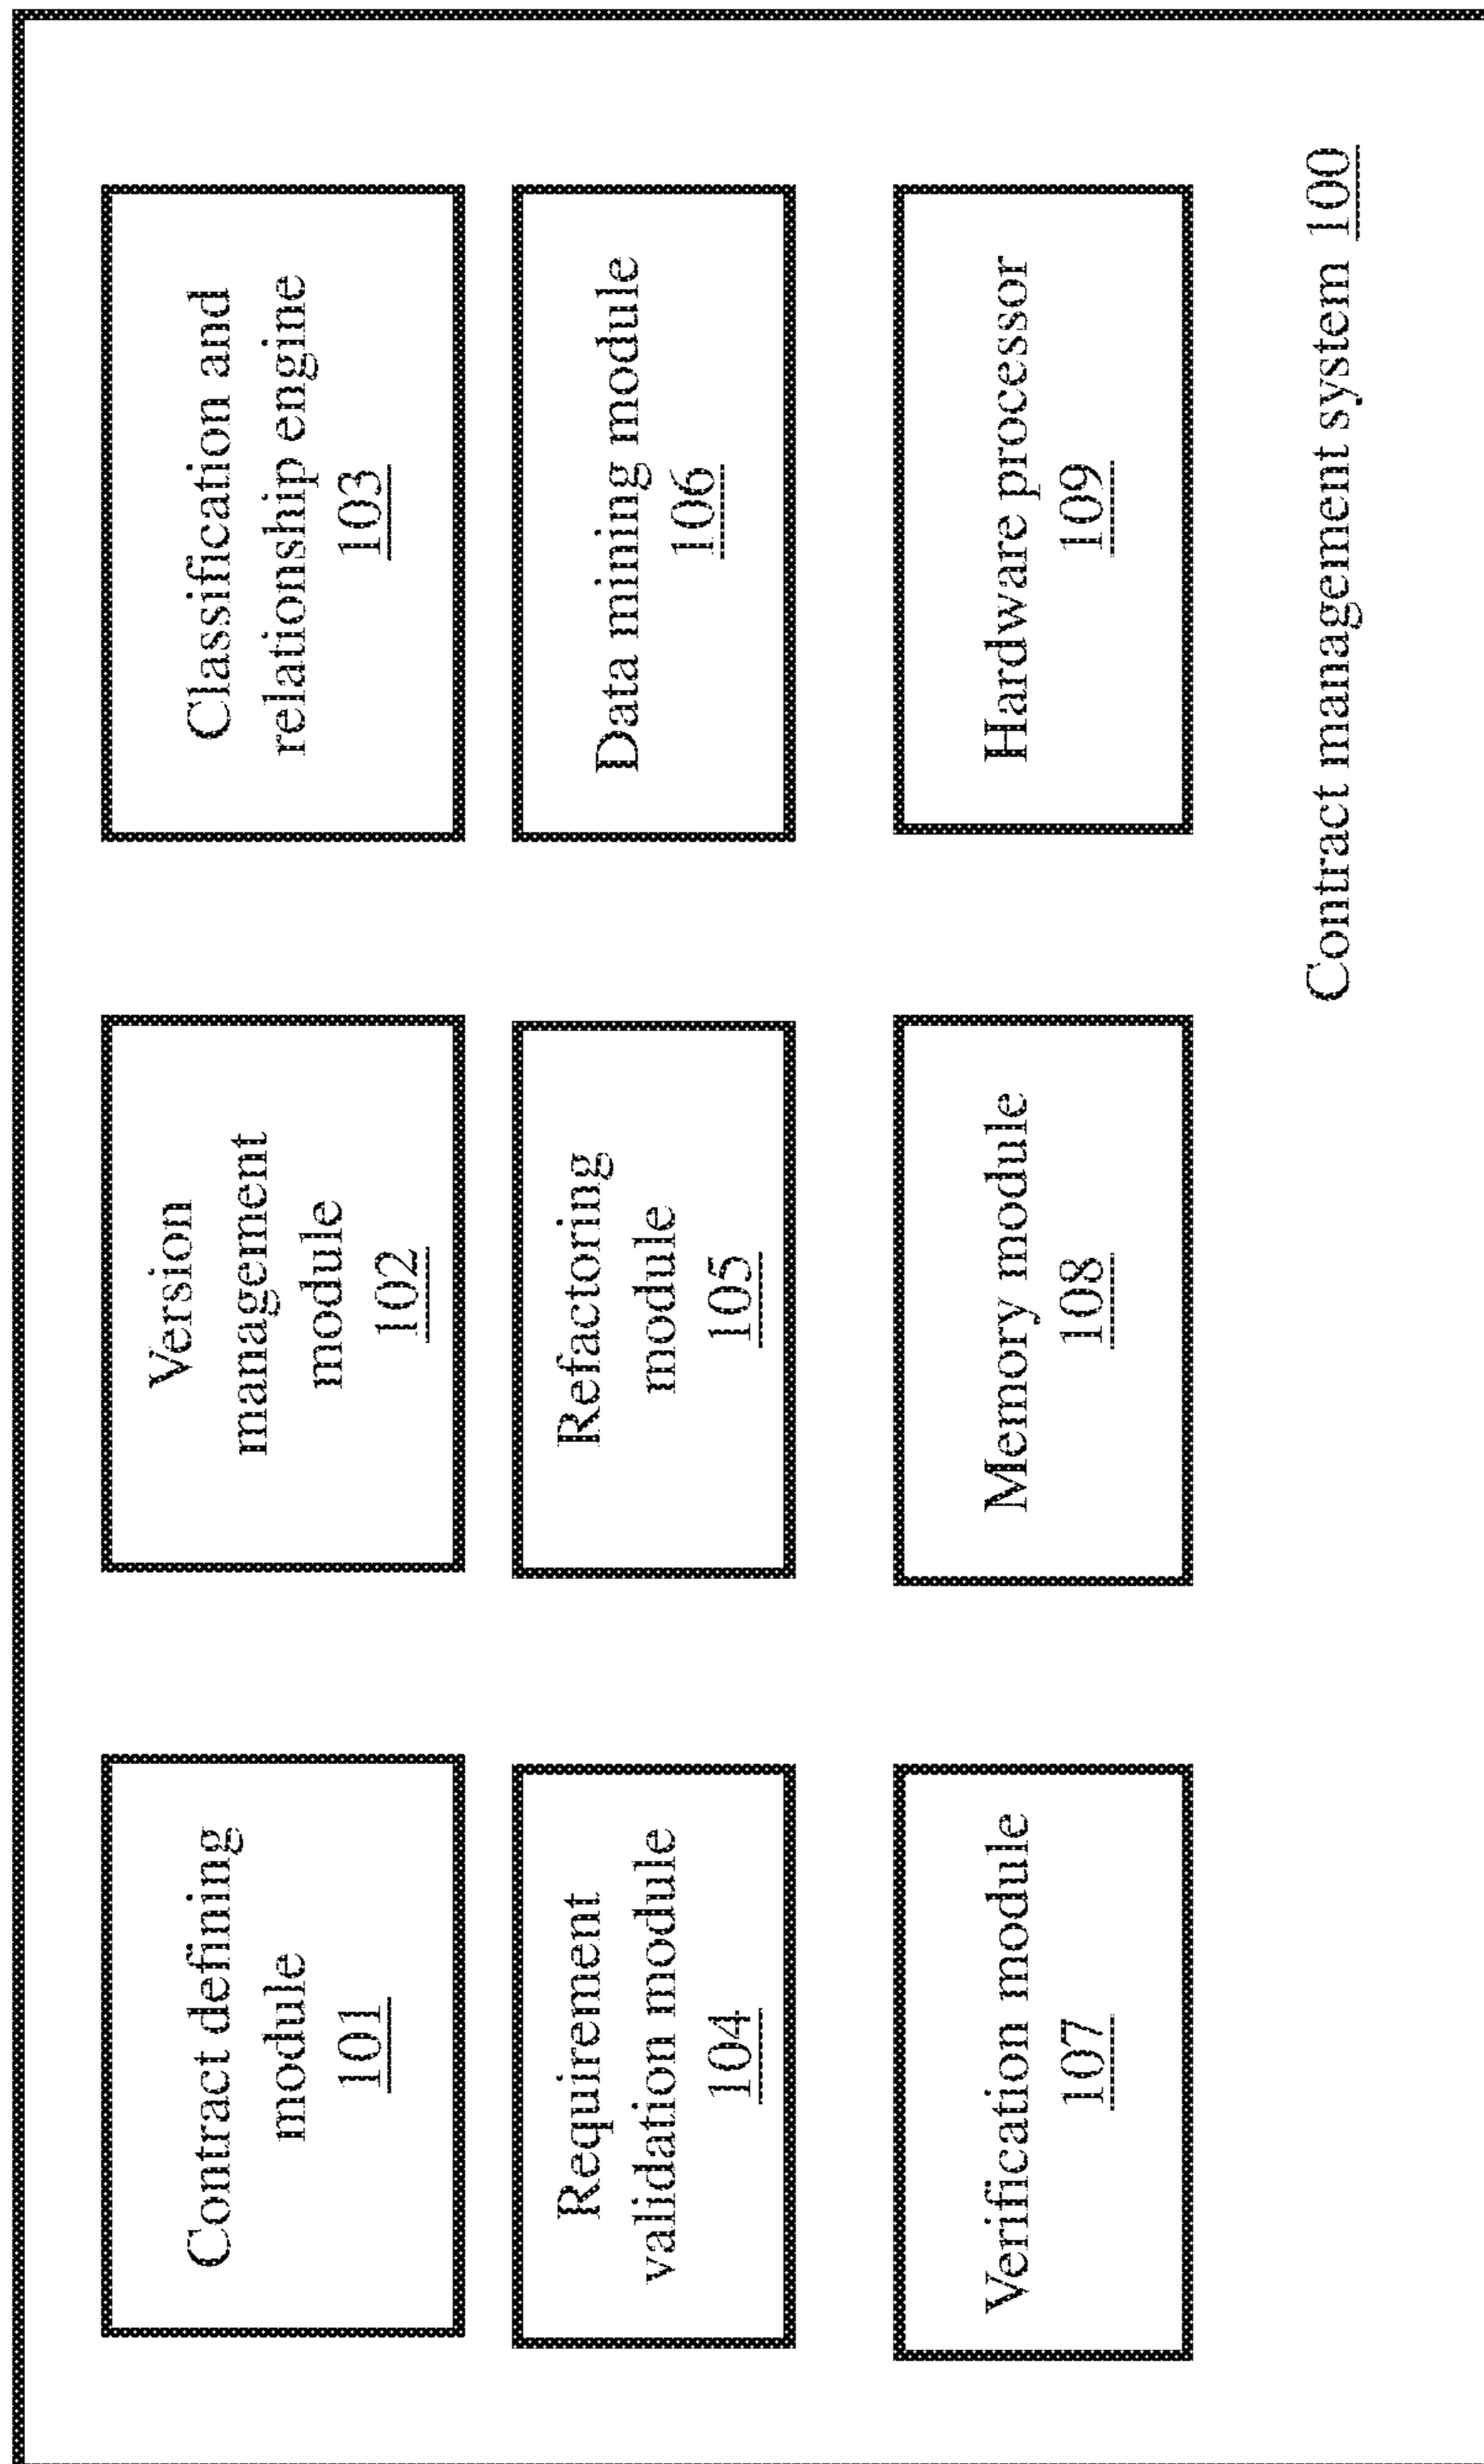 Contract defining
module
101
Version
management
module
102
Classification and
relationship engine
103
Requirement
validation module
104
Refactoring
module
105
Data mining module
106
Verification module
107
Memory module
108
Hardware processor
109
Contract management system 100